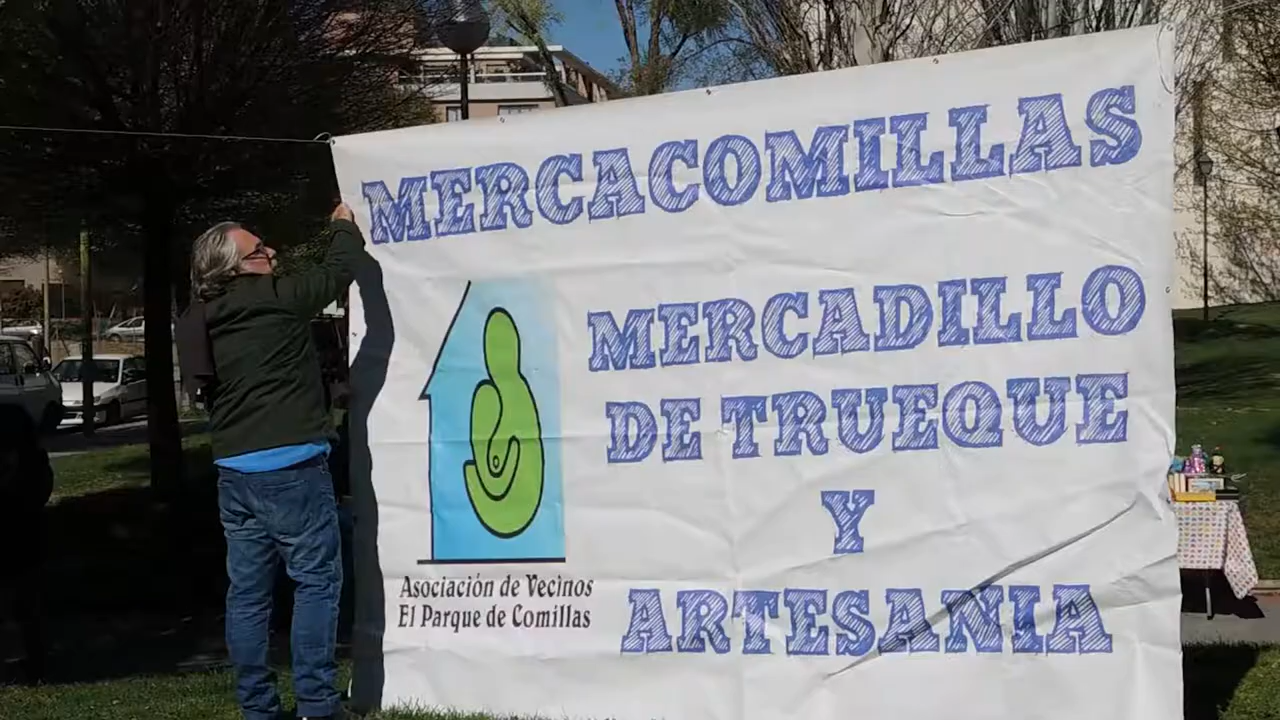 MERCACOMILLAS
MERCADILLO
DE TRUEQUE
Y
ARTESANIA
Asociación de Vecinos
El Parque de Comillas